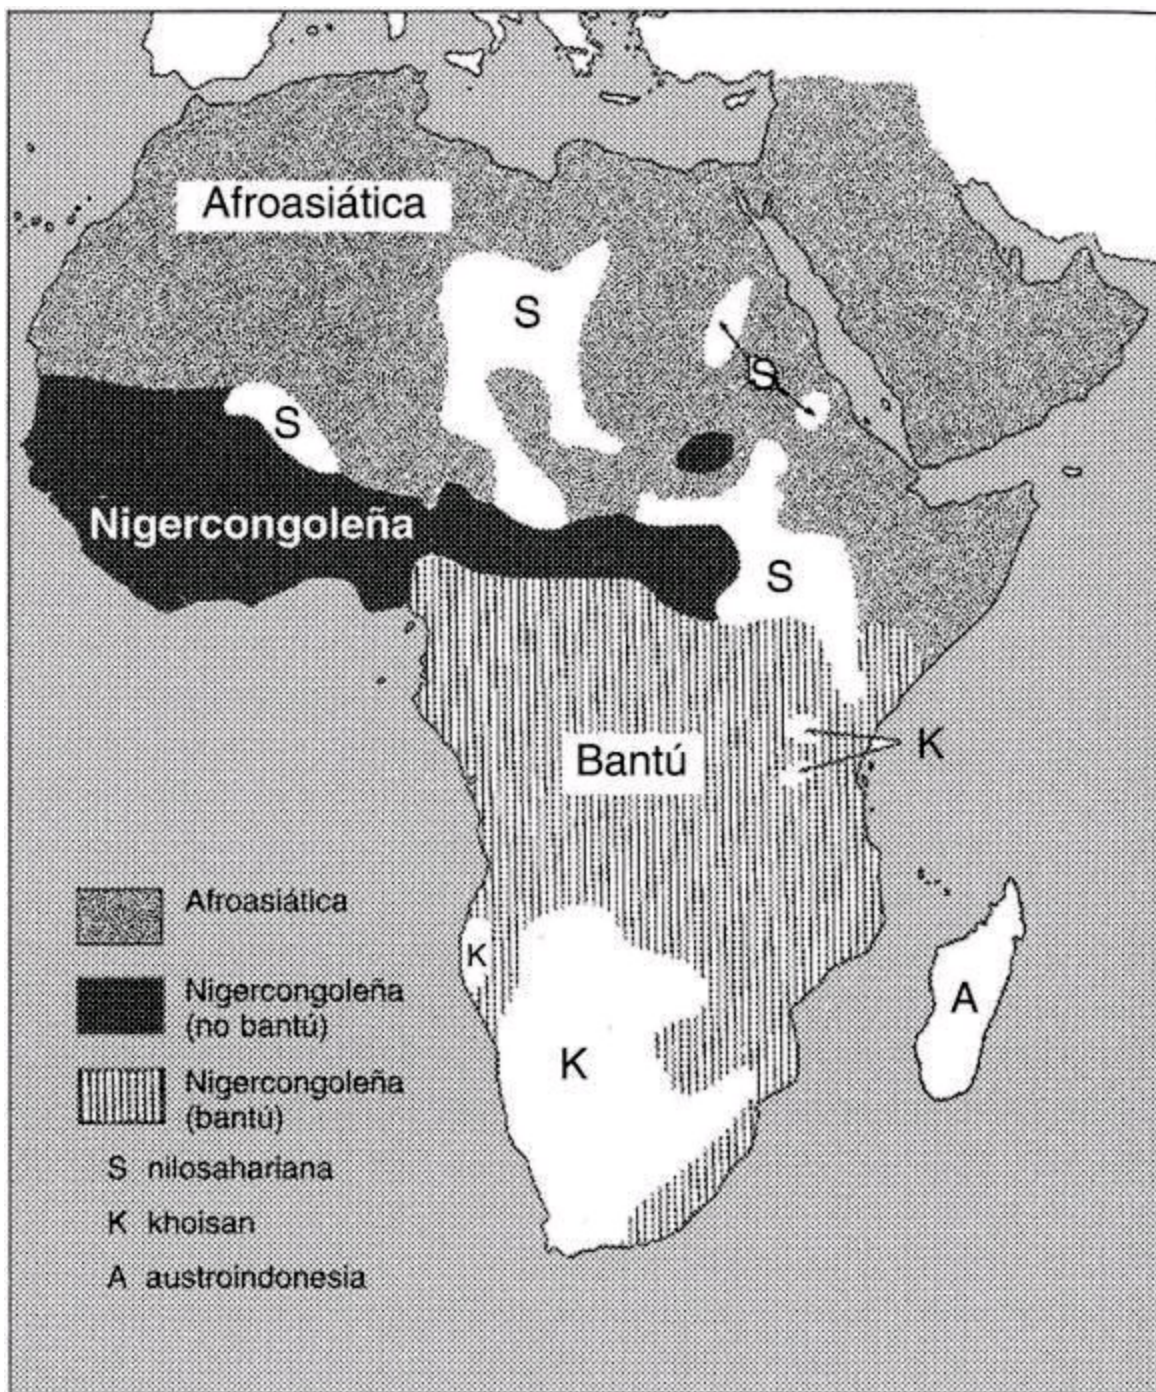 Afroasiática
S
S
S
Nigercongoleña
S
Bantú
K
K
A
K
Afroasiática
Nigercongoleña
(no bantú)
Nigercongoleña
(bantú)
S nilosahariana
K khoisan
A austroindonesia